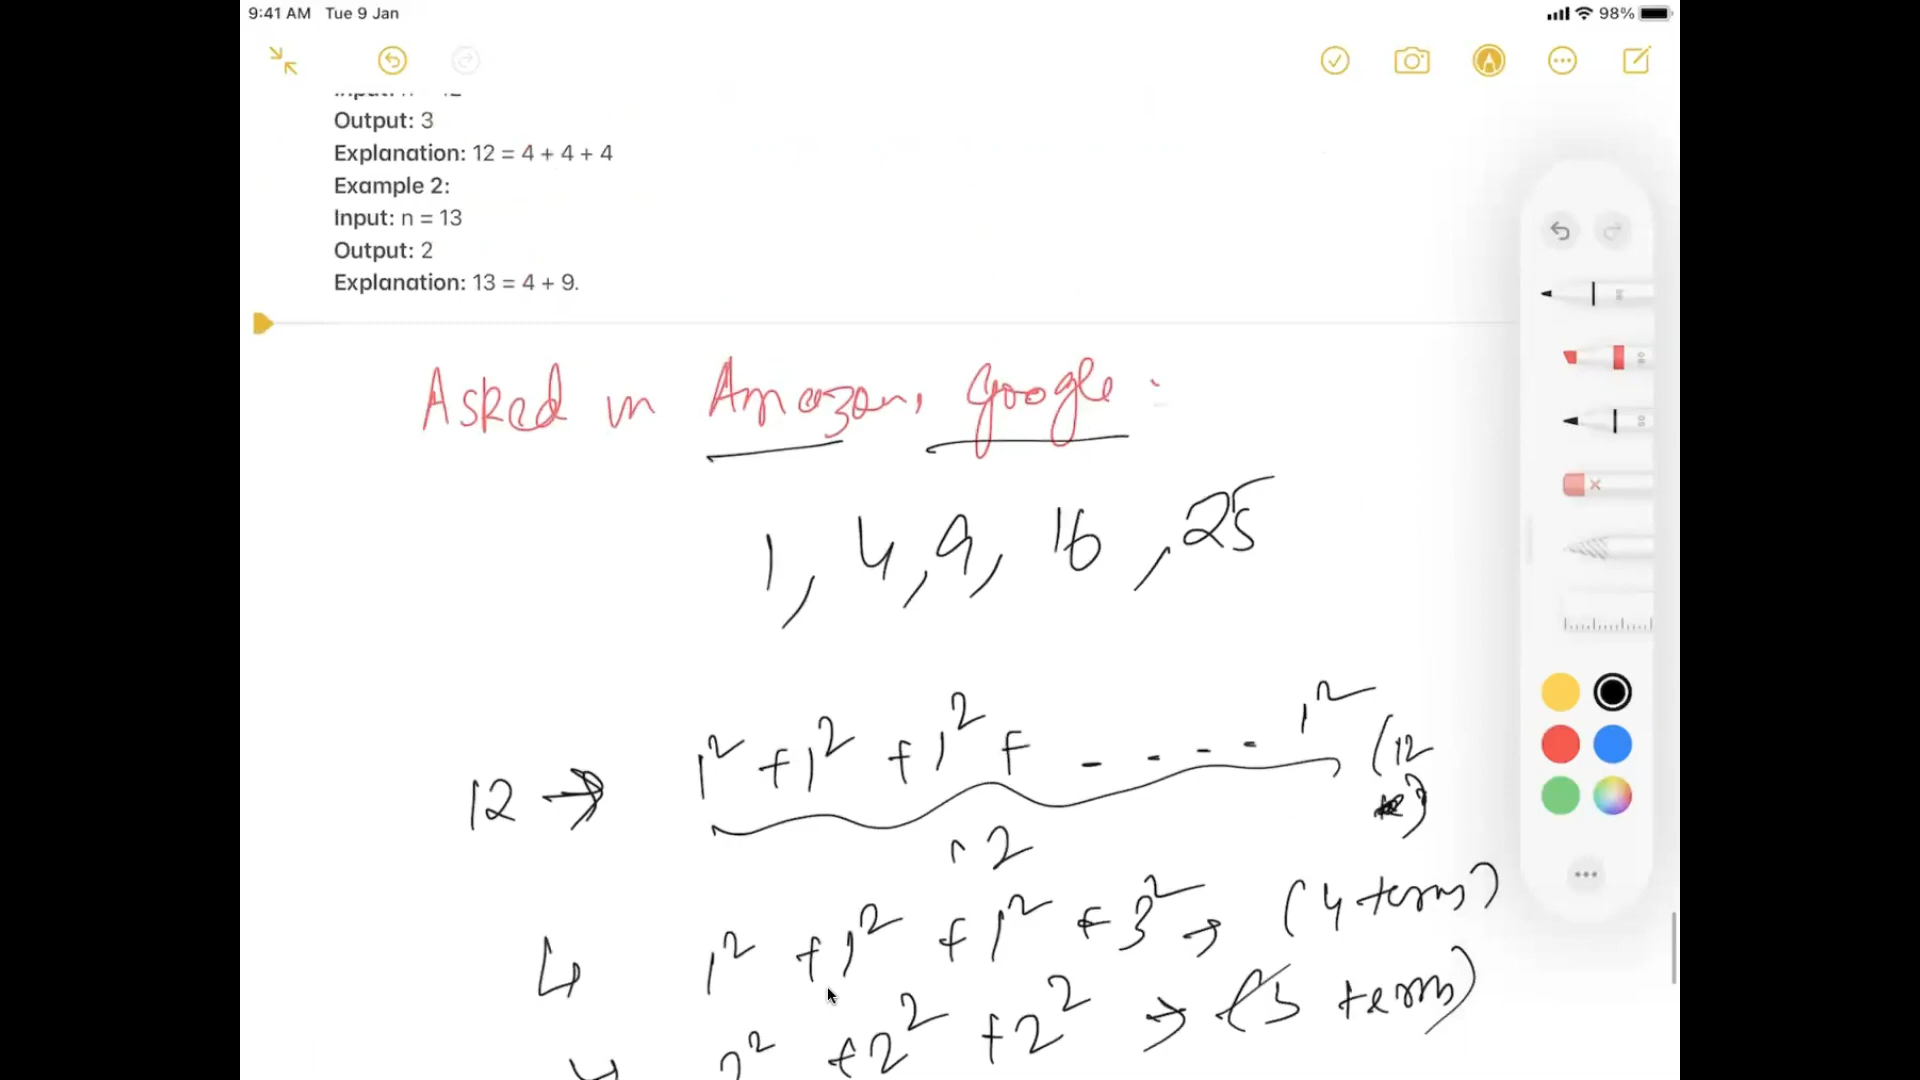 9:41 AM Tue 9 Jan 98%
Output: 3
Explanation: 12 = 4 + 4 + 4
Example 2:
Input: n = 13
Output: 2
Explanation: 13 = 4 + 9.
Asked in Amazon, Google :
1, 4, 9, 16, 25
12 → 1² + 1² + 1² + - - - - 1² (12
12
4 1² + 1² + 1² + 3² → (4 terms)
2² + 2² + 2² → (3 terms)